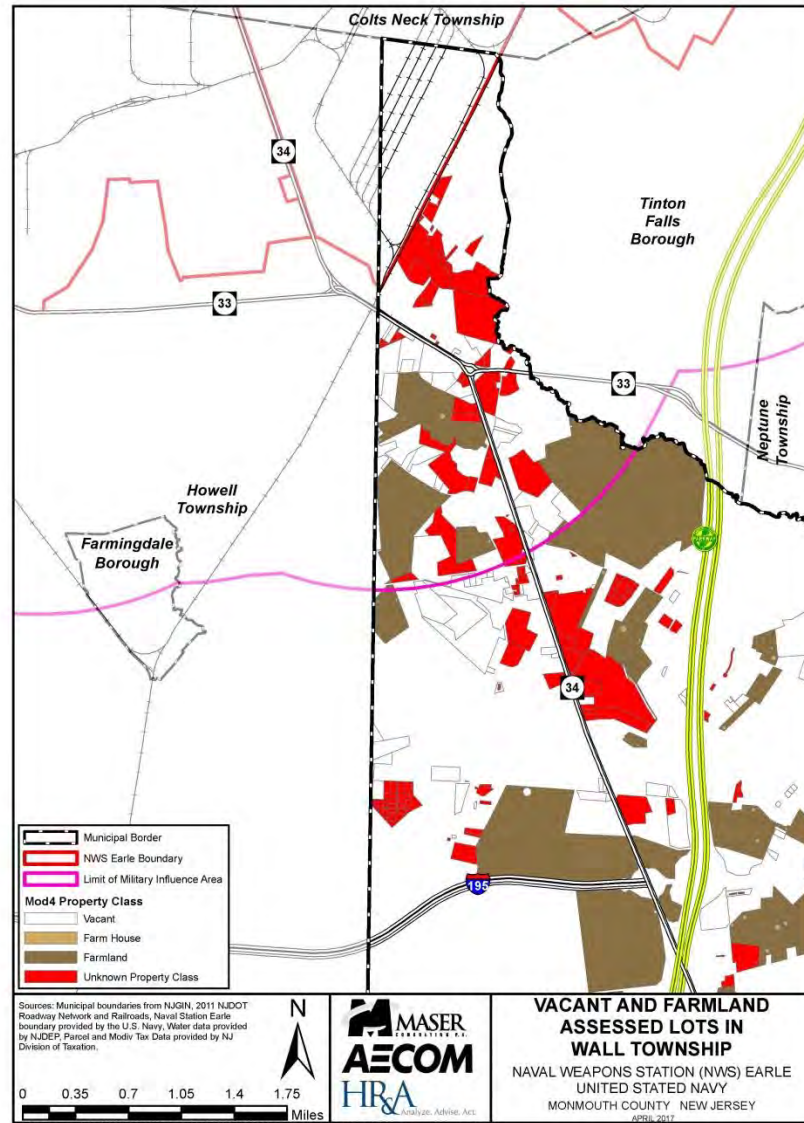 Colts Neck Township
34
Tinton
Falls
Borough
33
33
Neptune
Township
Howell
Township
Farmingdale
Borough
34
195
Municipal Border
NWS Earle Boundary
Limit of Military Influence Area
Mod4 Property Class
Vacant
Farm House
Farmland
Unknown Property Class
Sources: Municipal boundaries from NJGIN, 2011 NJDOT
Roadway Network and Railroads, Naval Station Earle
boundary provided by the U.S. Navy, Water data provided
by NJDEP, Parcel and Modiv Tax Data provided by NJ
Division of Taxation.
N
0 0.35 0.7 1.05 1.4 1.75
Miles
MASER
CONSULTING P.A.
AECOM
HR&A
Analyze. Advise. Act.
VACANT AND FARMLAND
ASSESSED LOTS IN
WALL TOWNSHIP
NAVAL WEAPONS STATION (NWS) EARLE
UNITED STATED NAVY
MONMOUTH COUNTY NEW JERSEY
APRIL 2017